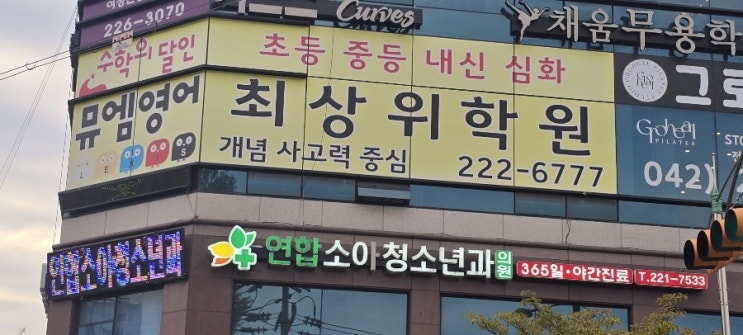 226-3070
Curves
채움무용학
수학의 달인
초등 중등 내신 심화
그로
뮤엠영어
최상위학원
개념 사고력 중심
222-6777
LEADS
Gpheal
PILATES
042)
연합소아청소년과
연합소아청소년과의원
365일·야간진료
T.221-7533